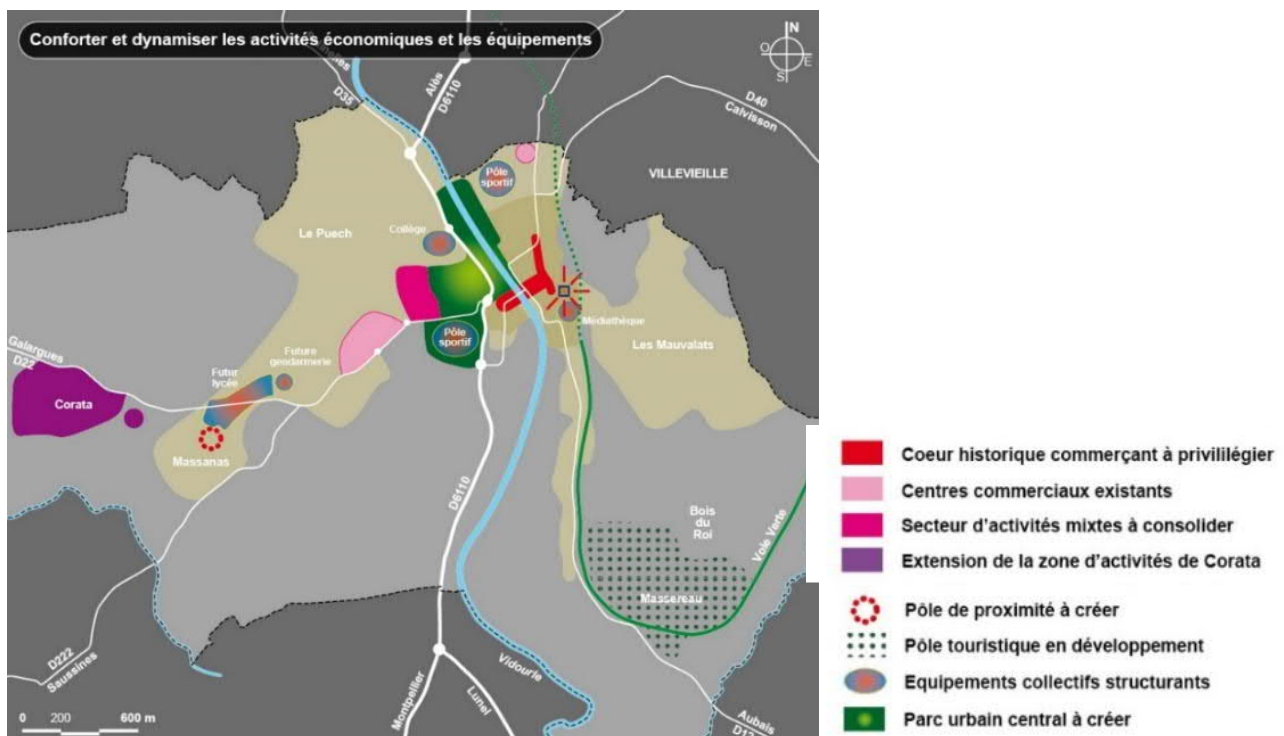 Conforter et dynamiser les activités économiques et les équipements
N
O
E
S
D35
Alès
D6110
D40
Calvisson
VILLEVIEILLE
Pôle
sportif
Le Puech
Collège
Médiathèque
Les Mauvalats
Pôle
sportif
Galargues
D22
Future
gendarmerie
Futur
lycée
Corata
Massanas
D6110
Bois
du
Roi
Voie Verte
Massereau
D222
Saussines
Montpellier
Lunel
Vidourle
Aubais
0 200 600 m
Coeur historique commerçant à privililégier
Centres commerciaux existants
Secteur d'activités mixtes à consolider
Extension de la zone d'activités de Corata
Pôle de proximité à créer
Pôle touristique en développement
Equipements collectifs structurants
Parc urbain central à créer